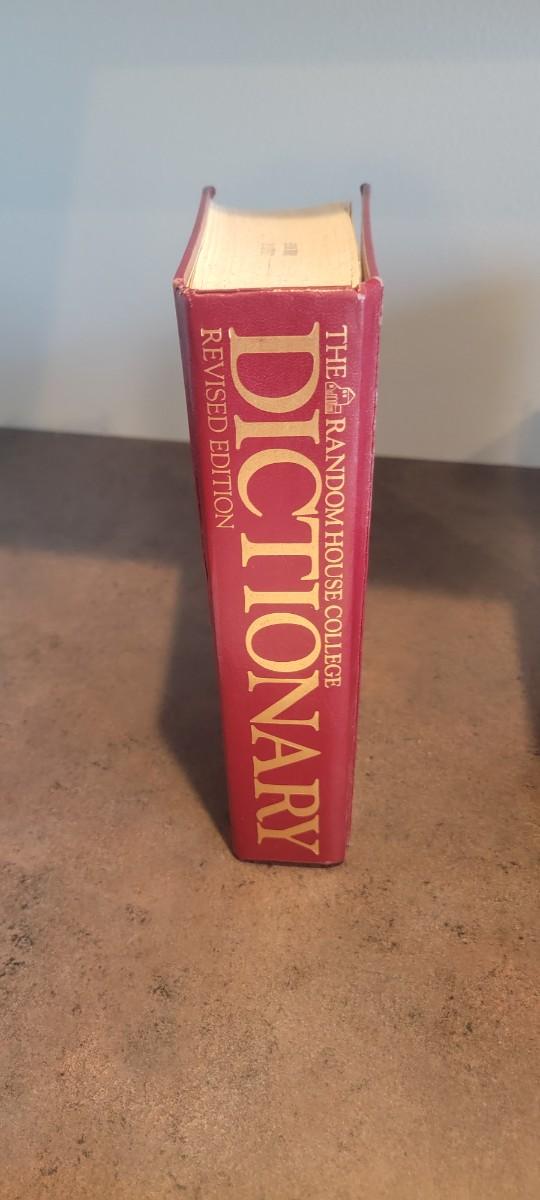 THE RANDOM HOUSE COLLEGE
DICTIONARY
REVISED EDITION